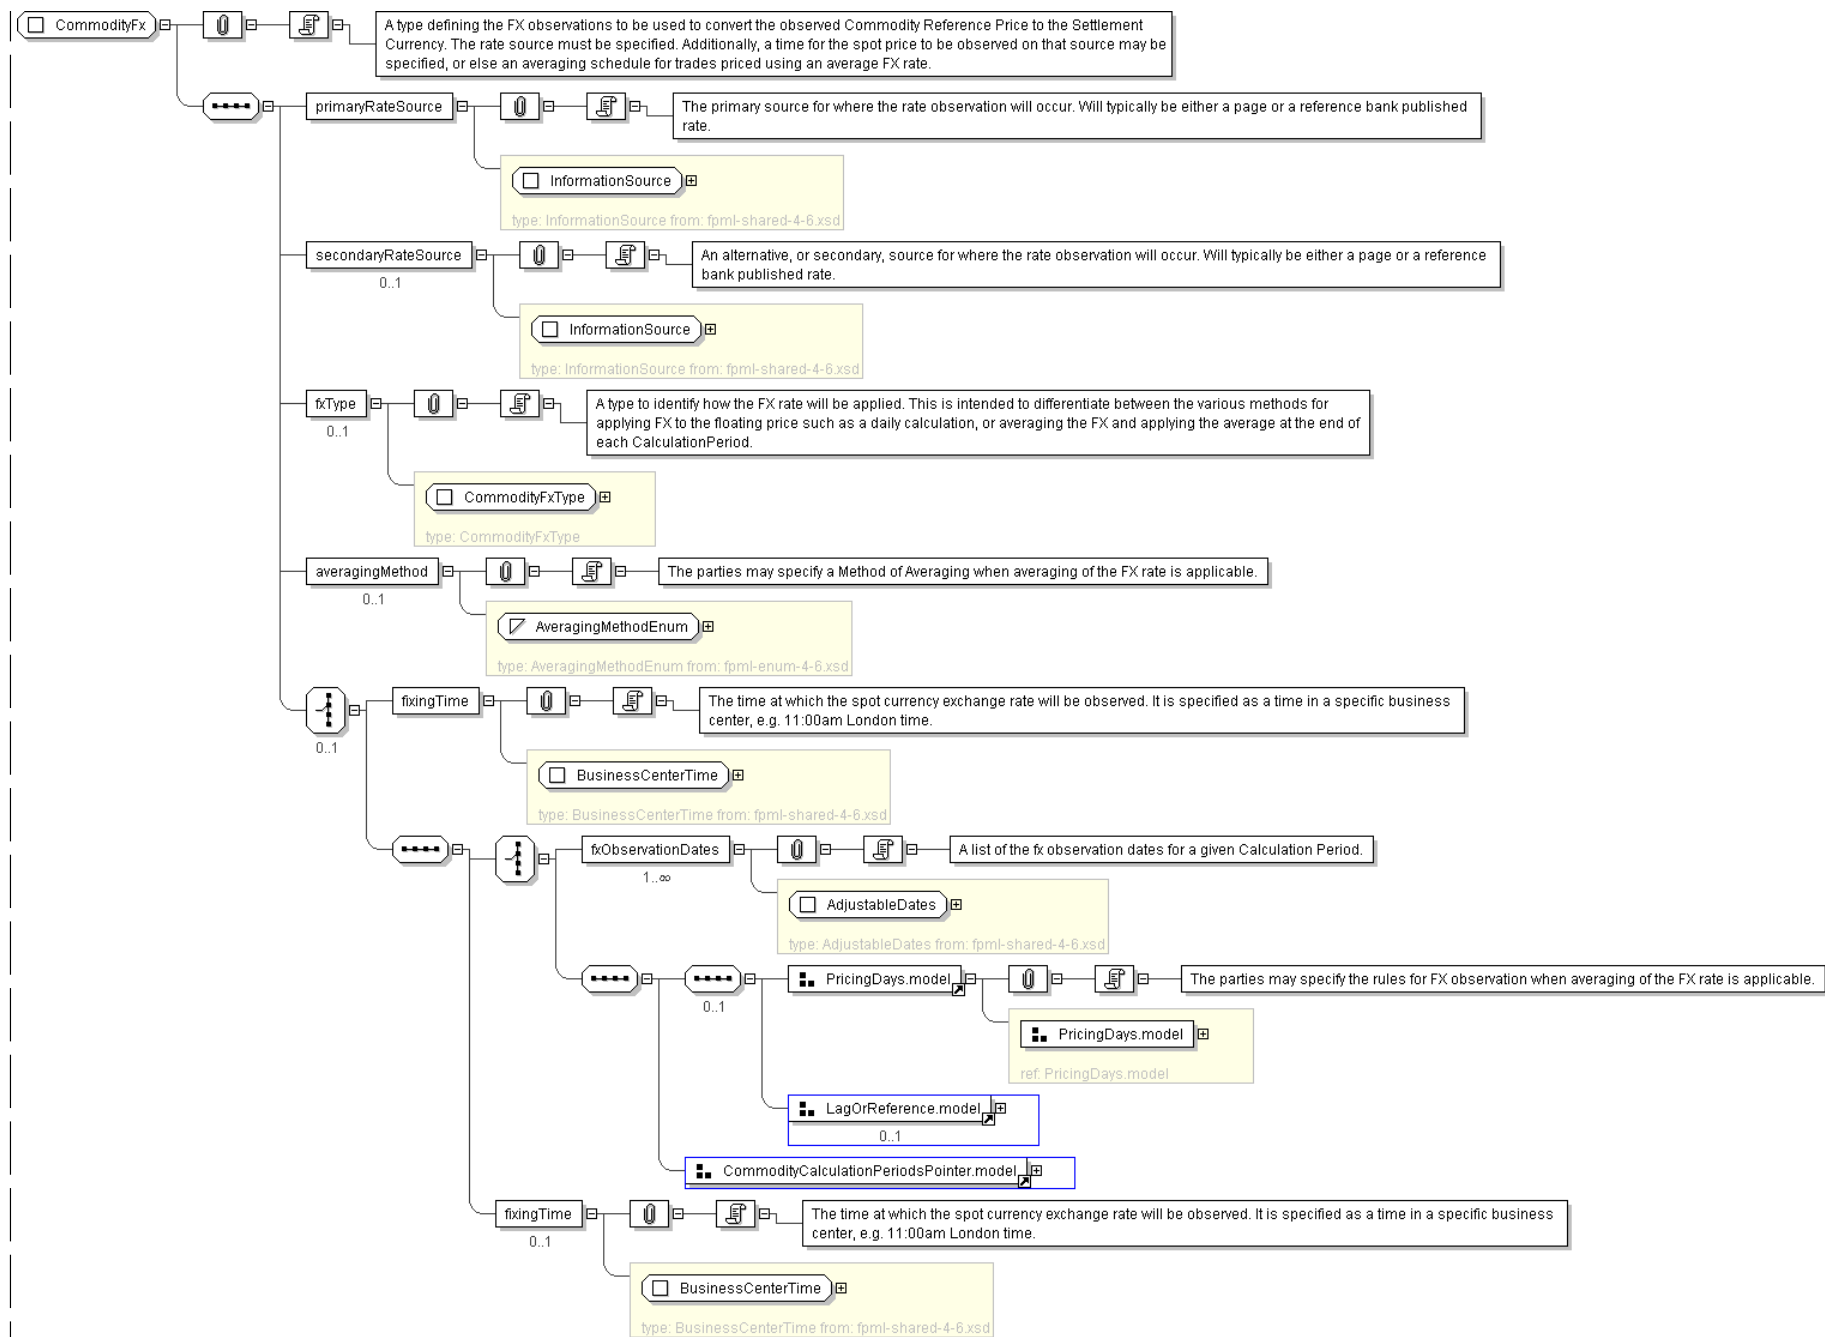 CommodityFx
A type defining the FX observations to be used to convert the observed Commodity Reference Price to the Settlement
Currency. The rate source must be specified. Additionally, a time for the spot price to be observed on that source may be
specified, or else an averaging schedule for trades priced using an average FX rate.
primaryRateSource
The primary source for where the rate observation will occur. Will typically be either a page or a reference bank published
rate.
InformationSource
type: InformationSource from: fpml-shared-4-6.xsd
secondaryRateSource
0..1
An alternative, or secondary, source for where the rate observation will occur. Will typically be either a page or a reference
bank published rate.
InformationSource
type: InformationSource from: fpml-shared-4-6.xsd
fxType
0..1
A type to identify how the FX rate will be applied. This is intended to differentiate between the various methods for
applying FX to the floating price such as a daily calculation, or averaging the FX and applying the average at the end of
each CalculationPeriod.
CommodityFxType
type: CommodityFxType
averagingMethod
0..1
The parties may specify a Method of Averaging when averaging of the FX rate is applicable.
AveragingMethodEnum
type: AveragingMethodEnum from: fpml-enum-4-6.xsd
0..1
fixingTime
The time at which the spot currency exchange rate will be observed. It is specified as a time in a specific business
center, e.g. 11:00am London time.
BusinessCenterTime
type: BusinessCenterTime from: fpml-shared-4-6.xsd
fxObservationDates
1..∞
A list of the fx observation dates for a given Calculation Period.
AdjustableDates
type: AdjustableDates from: fpml-shared-4-6.xsd
0..1
PricingDays.model
The parties may specify the rules for FX observation when averaging of the FX rate is applicable.
PricingDays.model
ref: PricingDays.model
LagOrReference.model
0..1
CommodityCalculationPeriodsPointer.model
fixingTime
0..1
The time at which the spot currency exchange rate will be observed. It is specified as a time in a specific business
center, e.g. 11:00am London time.
BusinessCenterTime
type: BusinessCenterTime from: fpml-shared-4-6.xsd